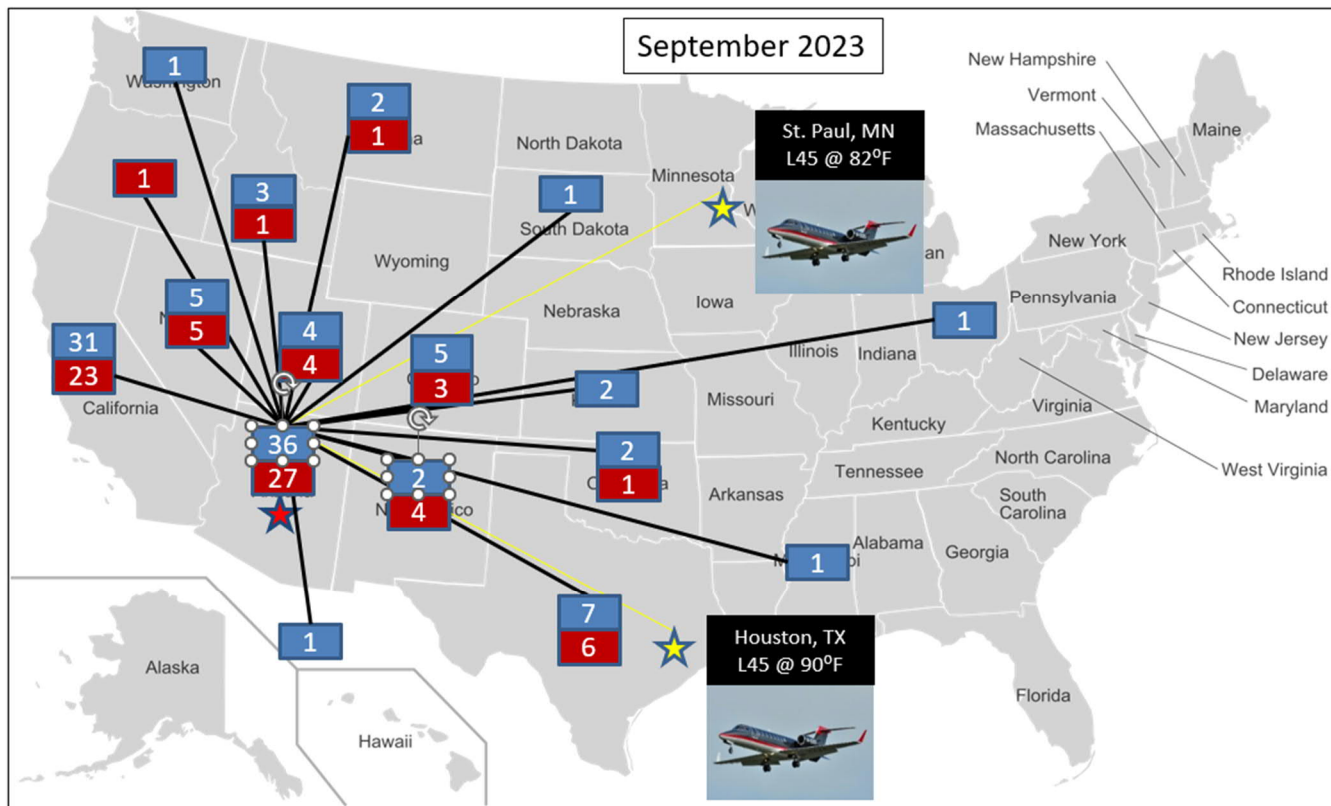 September 2023
New Hampshire
Vermont
Massachusetts
Maine
1
2
1
North Dakota
Minnesota
St. Paul, MN
L45 @ 82⁰F
1
3
1
1
South Dakota
New York
Rhode Island
Wyoming
Connecticut
Pennsylvania
New Jersey
5
5
4
4
Nebraska
Iowa
1
Delaware
31
23
California
5
3
Illinois
Indiana
2
Missouri
Maryland
Virginia
Kentucky
West Virginia
36
27
2
4
2
1
Tennessee
North Carolina
Arkansas
South
Carolina
1
Alabama
Georgia
7
6
1
Houston, TX
L45 @ 90⁰F
Alaska
Hawaii
Florida